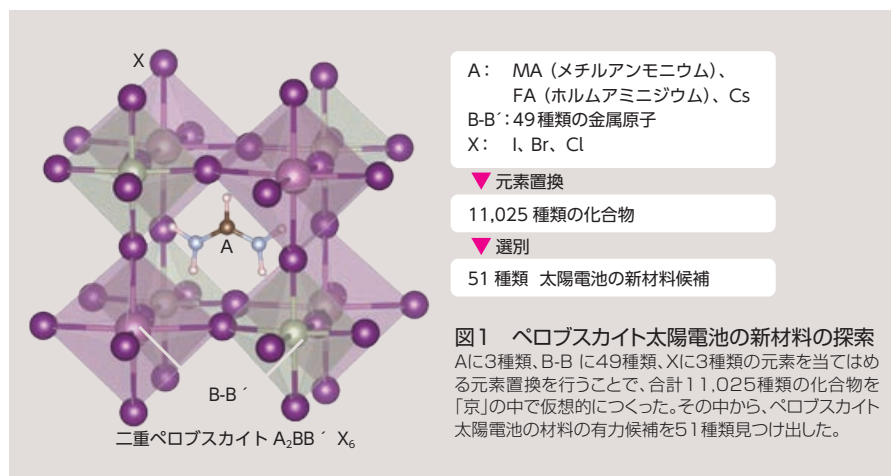 X
A
B-B´
二重ペロブスカイト A₂BB´ X₆
A： MA（メチルアンモニウム）、
FA（ホルムアミニジウム）、Cs
B-B´：49種類の金属原子
X： I、Br、Cl
▼ 元素置換
11,025 種類の化合物
▼ 選別
51 種類 太陽電池の新材料候補
図1 ペロブスカイト太陽電池の新材料の探索
Aに3種類、B-B に49種類、Xに3種類の元素を当てはめ
る元素置換を行うことで、合計11,025種類の化合物を
「京」の中で仮想的につくった。その中から、ペロブスカイト
太陽電池の材料の有力候補を51種類見つけ出した。